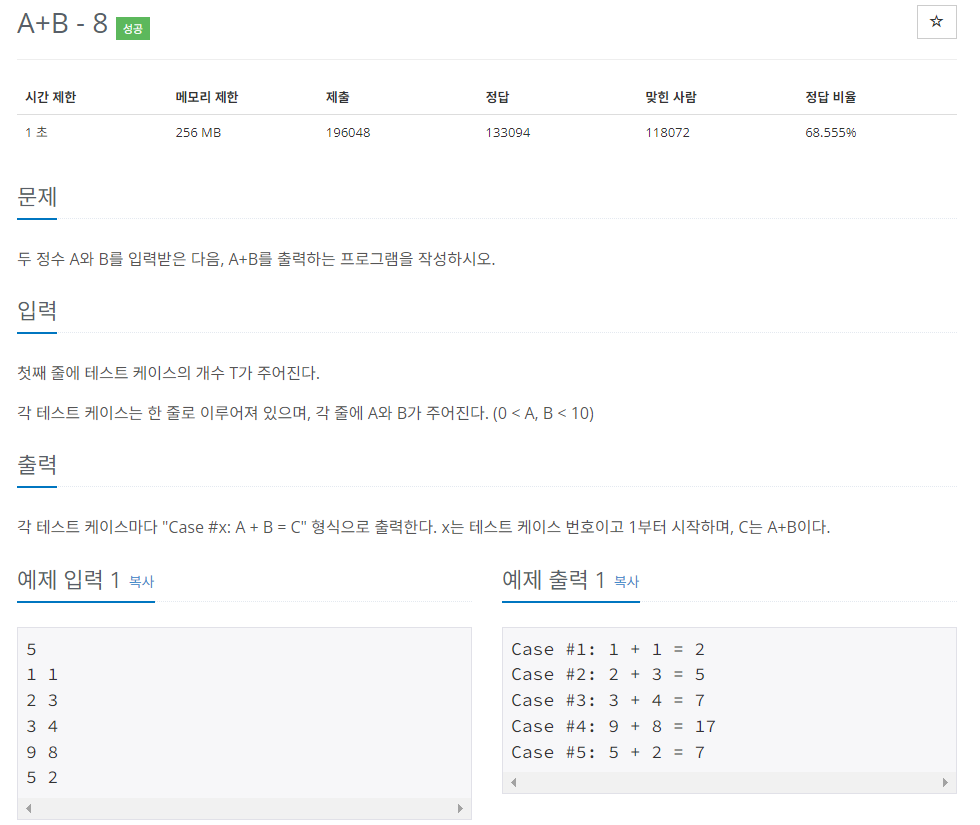 A+B - 8 성공
☆
시간 제한 메모리 제한 제출 정답 맞힌 사람 정답 비율
1 초 256 MB 196048 133094 118072 68.555%
문제
두 정수 A와 B를 입력받은 다음, A+B를 출력하는 프로그램을 작성하시오.
입력
첫째 줄에 테스트 케이스의 개수 T가 주어진다.
각 테스트 케이스는 한 줄로 이루어져 있으며, 각 줄에 A와 B가 주어진다. (0 < A, B < 10)
출력
각 테스트 케이스마다 "Case #x: A + B = C" 형식으로 출력한다. x는 테스트 케이스 번호이고 1부터 시작하며, C는 A+B이다.
예제 입력 1 복사
5
1 1
2 3
3 4
9 8
5 2
예제 출력 1 복사
Case #1: 1 + 1 = 2
Case #2: 2 + 3 = 5
Case #3: 3 + 4 = 7
Case #4: 9 + 8 = 17
Case #5: 5 + 2 = 7